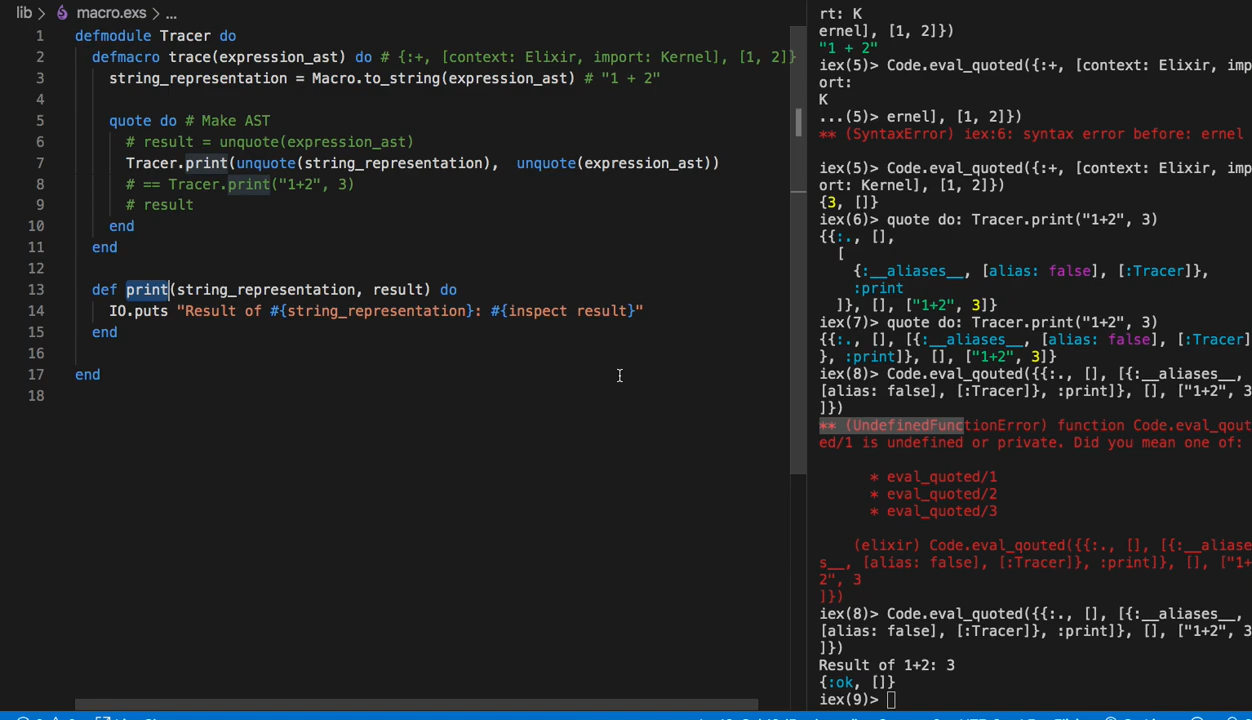 lib > macro.exs > ...
1 defmodule Tracer do
2 defmacro trace(expression_ast) do # {:+, [context: Elixir, import: Kernel], [1, 2]}
3 string_representation = Macro.to_string(expression_ast) # "1 + 2"
4
5 quote do # Make AST
6 # result = unquote(expression_ast)
7 Tracer.print(unquote(string_representation),  unquote(expression_ast))
8 # == Tracer.print("1+2", 3)
9 # result
10 end
11 end
12
13 def print(string_representation, result) do
14 IO.puts "Result of #{string_representation}: #{inspect result}"
15 end
16
17 end
18
rt: K
ernel], [1, 2]})
"1 + 2"
iex(5)> Code.eval_quoted({:+, [context: Elixir, imp
ort:
K
...(5)> ernel], [1, 2]})
** (SyntaxError) iex:6: syntax error before: ernel
iex(5)> Code.eval_quoted({:+, [context: Elixir, imp
ort: Kernel], [1, 2]})
{3, []}
iex(6)> quote do: Tracer.print("1+2", 3)
{{:., [],
[
{:__aliases__, [alias: false], [:Tracer]},
:print
]}, [], ["1+2", 3]}
iex(7)> quote do: Tracer.print("1+2", 3)
{{:., [], [{:__aliases__, [alias: false], [:Tracer]
}, :print]}, [], ["1+2", 3]}
iex(8)> Code.eval_qouted({{:., [], [{:__aliases__,
[alias: false], [:Tracer]}, :print]}, [], ["1+2", 3
]})
** (UndefinedFunctionError) function Code.eval_qout
ed/1 is undefined or private. Did you mean one of:
* eval_quoted/1
* eval_quoted/2
* eval_quoted/3
(elixir) Code.eval_qouted({{:., [], [{:__aliase
s__, [alias: false], [:Tracer]}, :print]}, [], ["1+
2", 3
]})
iex(8)> Code.eval_quoted({{:., [], [{:__aliases__,
[alias: false], [:Tracer]}, :print]}, [], ["1+2", 3
]})
Result of 1+2: 3
{:ok, []}
iex(9)>